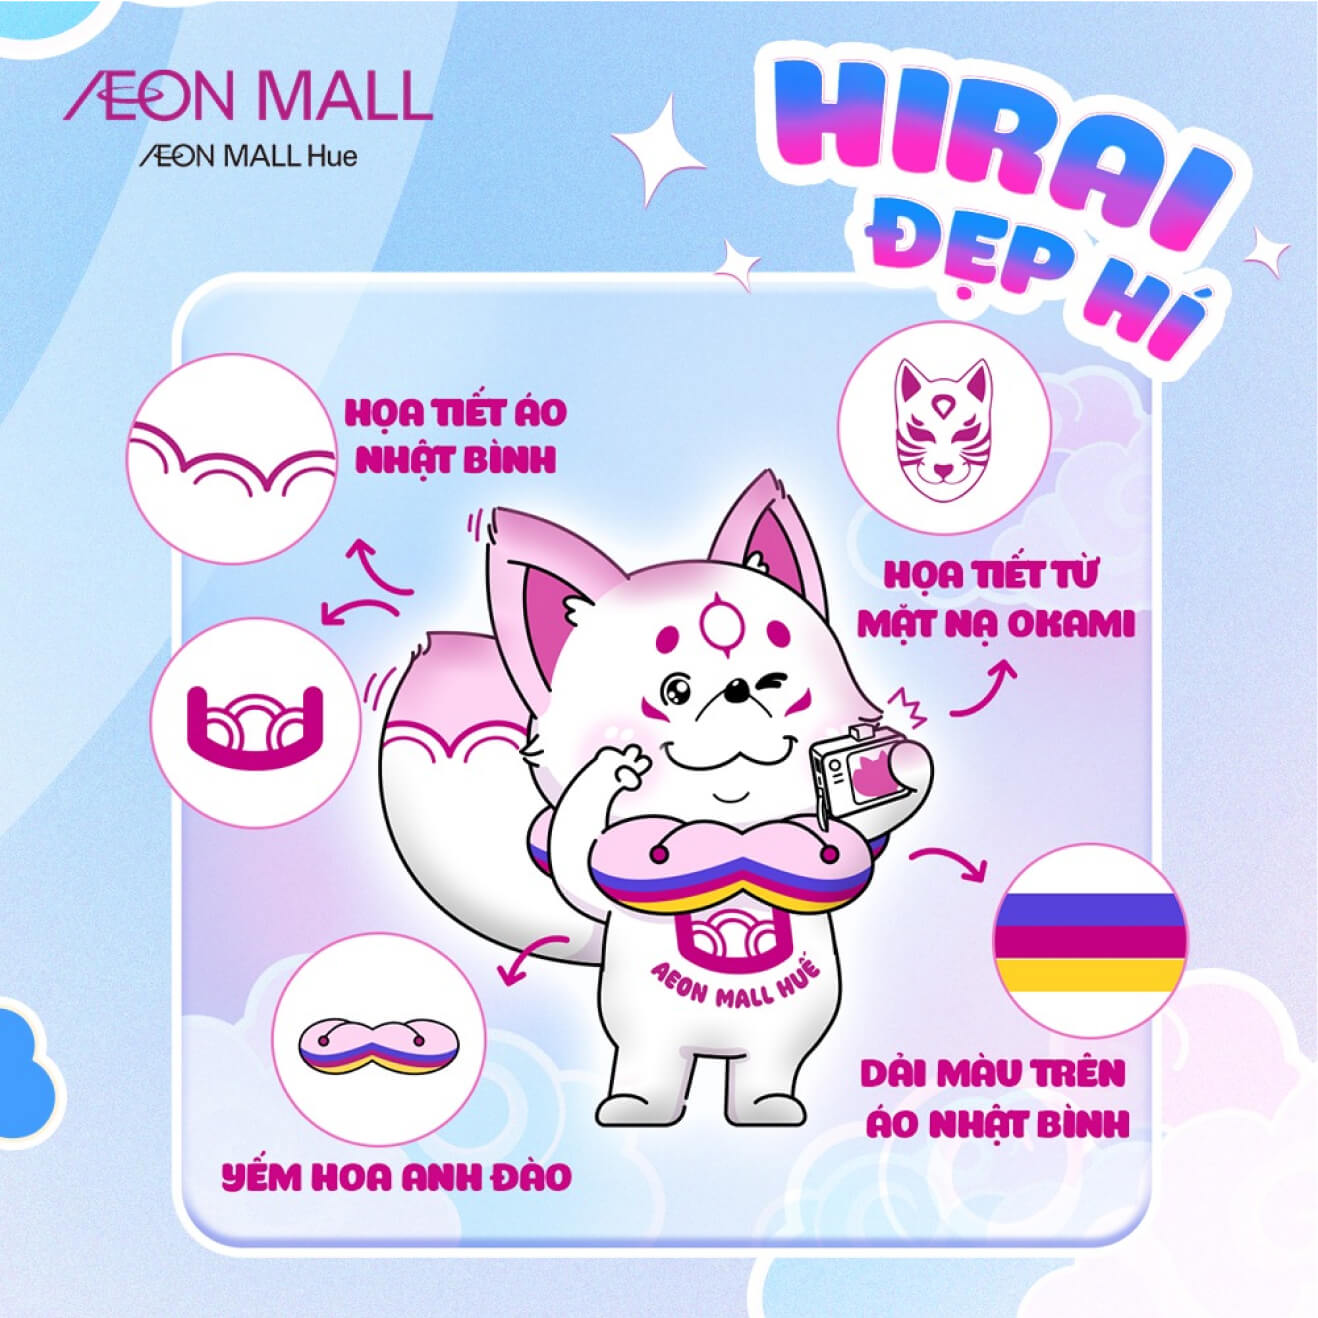 ÆON MALL
ÆON MALL Hue
HIRAI
ĐẸP HÍ
HỌA TIẾT ÁO
NHẬT BÌNH
HỌA TIẾT TỪ
MẶT NẠ OKAMI
AEON MALL HUẾ
DẢI MÀU TRÊN
ÁO NHẬT BÌNH
YẾM HOA ANH ĐÀO